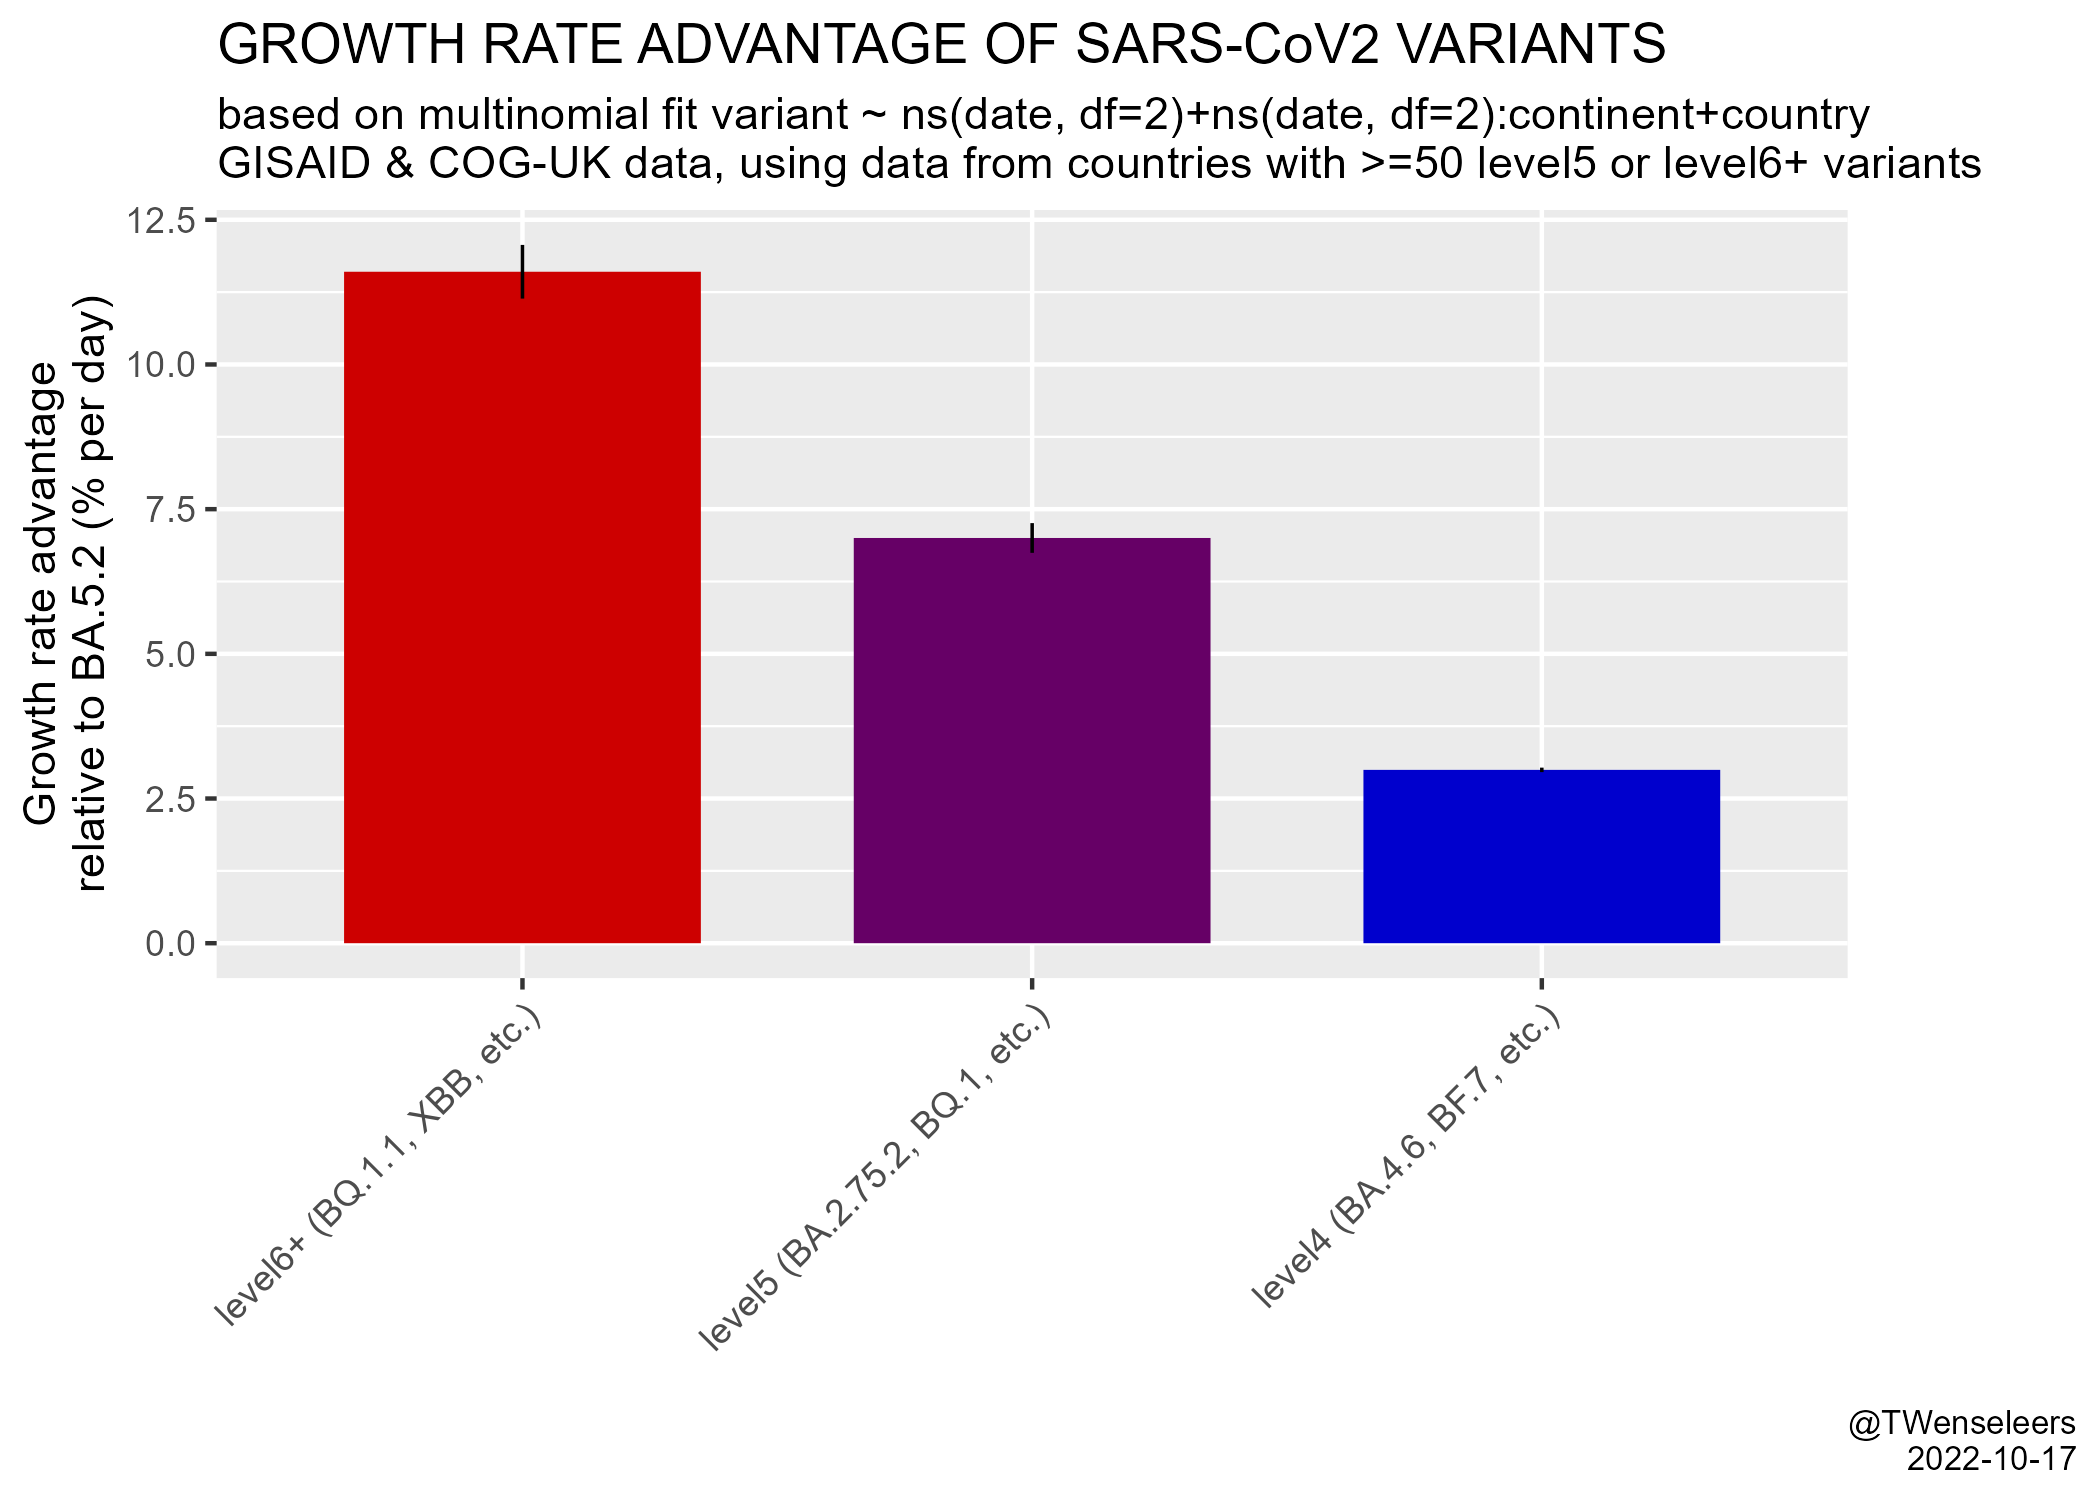 GROWTH RATE ADVANTAGE OF SARS-CoV2 VARIANTS
based on multinomial fit variant ~ ns(date, df=2)+ns(date, df=2):continent+country
GISAID & COG-UK data, using data from countries with >=50 level5 or level6+ variants
Growth rate advantage
relative to BA.5.2 (% per day)
12.5
10.0
7.5
5.0
2.5
0.0
level6+ (BQ.1.1, XBB, etc.)
level5 (BA.2.75.2, BQ.1, etc.)
level4 (BA.4.6, BF.7, etc.)
@TWenseleers
2022-10-17